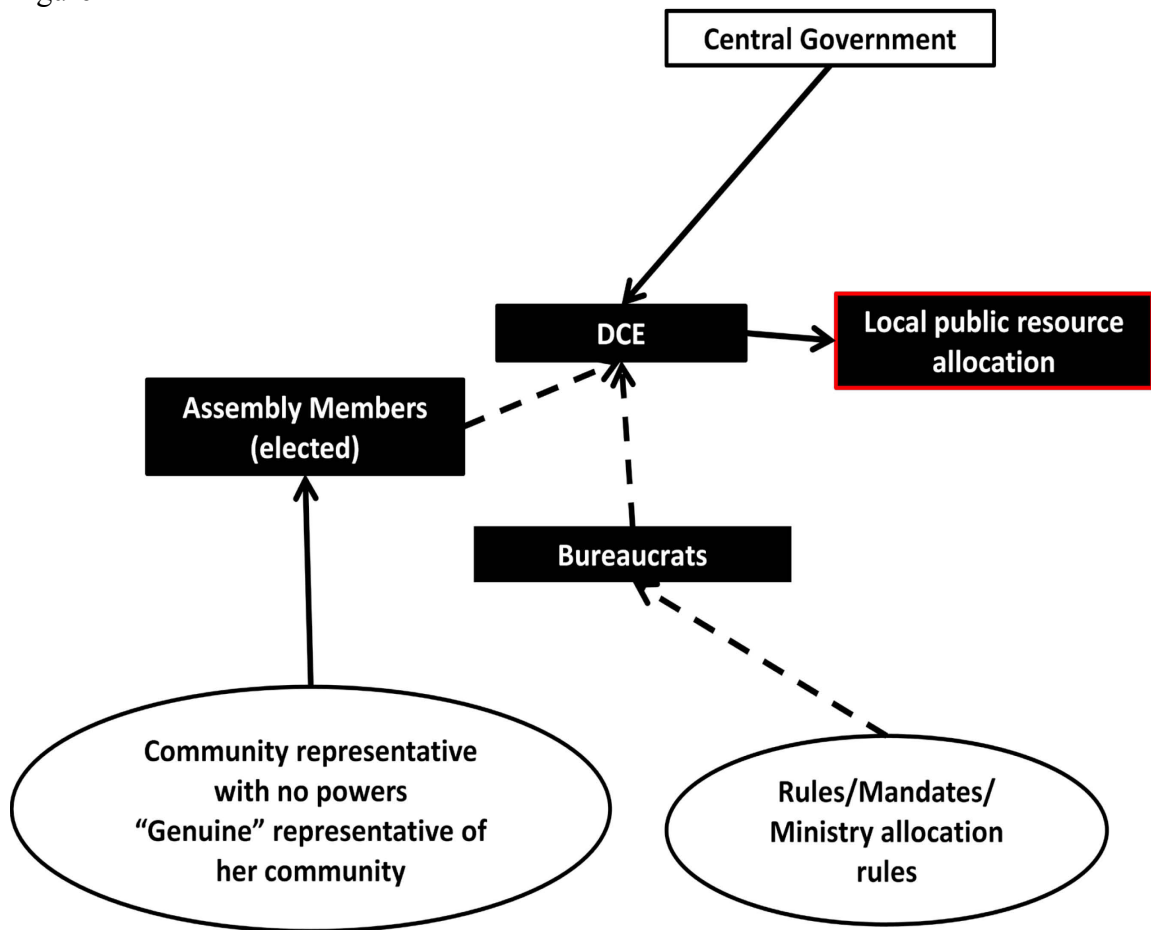 Central Government
DCE
Local public resource
allocation
Assembly Members
(elected)
Bureaucrats
Community representative
with no powers
“Genuine” representative of
her community
Rules/Mandates/
Ministry allocation
rules